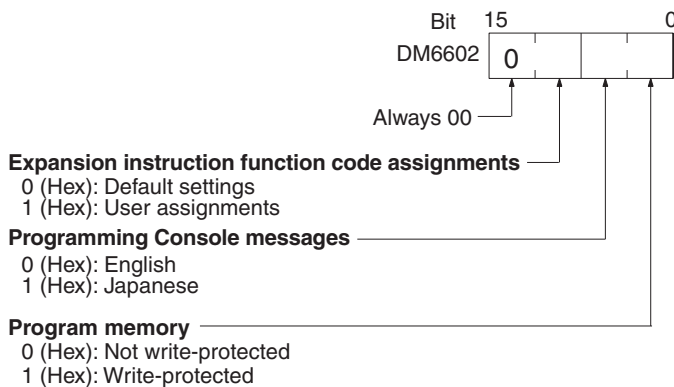 Bit 15 0
DM6602 0
Always 00
Expansion instruction function code assignments
0 (Hex): Default settings
1 (Hex): User assignments
Programming Console messages
0 (Hex): English
1 (Hex): Japanese
Program memory
0 (Hex): Not write-protected
1 (Hex): Write-protected